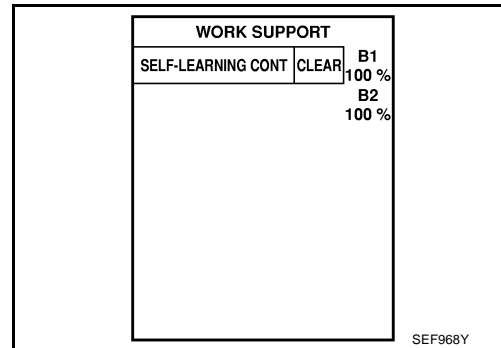 WORK SUPPORT
SELF-LEARNING CONT CLEAR B1
100 %
B2
100 %
SEF968Y